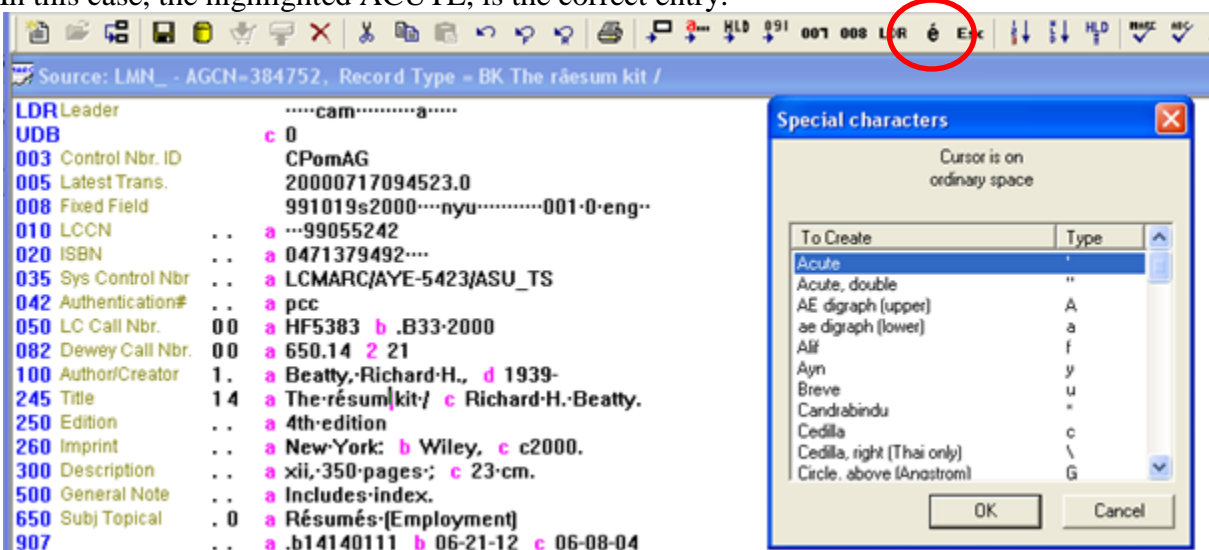 In this case, the highlighted ACUTE, is the correct entry.
a... HLD 091 007 008 LDR é Esc HLD MARC ABC
Source: LMN_ - AGCN=384752, Record Type = BK The râesum kit /
LDR Leader ·····cam··········a·····
UDB c 0
003 Control Nbr. ID CPomAG
005 Latest Trans. 20000717094523.0
008 Fixed Field 991019s2000····nyu···········001·0·eng··
010 LCCN . . a ···99055242
020 ISBN . . a 0471379492····
035 Sys Control Nbr . . a LCMARC/AYE-5423/ASU_TS
042 Authentication# . . a pcc
050 LC Call Nbr. 0 0 a HF5383 b .B33·2000
082 Dewey Call Nbr. 0 0 a 650.14 2 21
100 Author/Creator 1 . a Beatty,·Richard·H., d 1939-
245 Title 1 4 a The·résum kit·/ c Richard·H.·Beatty.
250 Edition . . a 4th·edition
260 Imprint . . a New·York: b Wiley, c c2000.
300 Description . . a xii,·350·pages·; c 23·cm.
500 General Note . . a Includes·index.
650 Subj Topical . 0 a Résumés·(Employment)
907 . . a .b14140111 b 06-21-12 c 06-08-04
Special characters
Cursor is on
ordinary space
To Create Type
Acute '
Acute, double "
AE digraph (upper) A
ae digraph (lower) a
Alif f
Ayn y
Breve u
Candrabindu *
Cedilla c
Cedilla, right (Thai only) \
Circle, above (Angstrom) G
OK Cancel